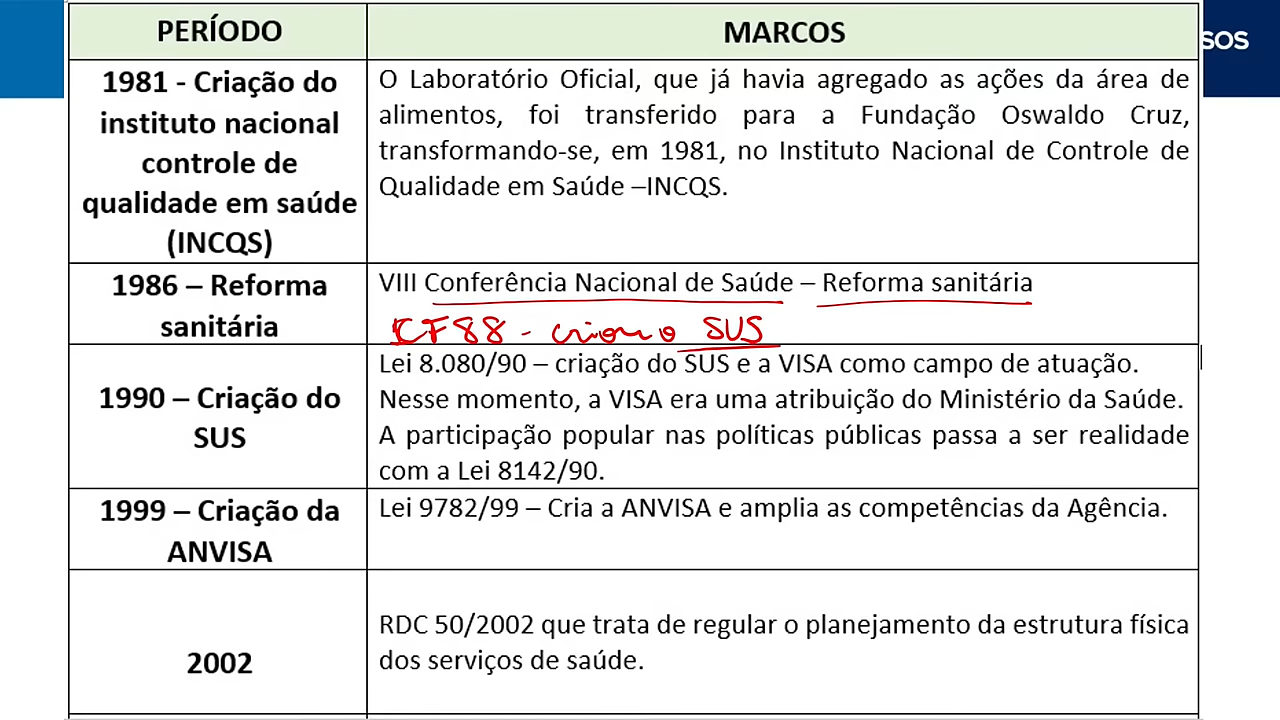 SOS
PERÍODO
MARCOS
1981 - Criação do
instituto nacional
controle de
qualidade em saúde
(INCQS)
O Laboratório Oficial, que já havia agregado as ações da área de
alimentos, foi transferido para a Fundação Oswaldo Cruz,
transformando-se, em 1981, no Instituto Nacional de Controle de
Qualidade em Saúde –INCQS.
1986 – Reforma
sanitária
VIII Conferência Nacional de Saúde – Reforma sanitária
CF88 - criou o SUS
1990 – Criação do
SUS
Lei 8.080/90 – criação do SUS e a VISA como campo de atuação.
Nesse momento, a VISA era uma atribuição do Ministério da Saúde.
A participação popular nas políticas públicas passa a ser realidade
com a Lei 8142/90.
1999 – Criação da
ANVISA
Lei 9782/99 – Cria a ANVISA e amplia as competências da Agência.
2002
RDC 50/2002 que trata de regular o planejamento da estrutura física
dos serviços de saúde.